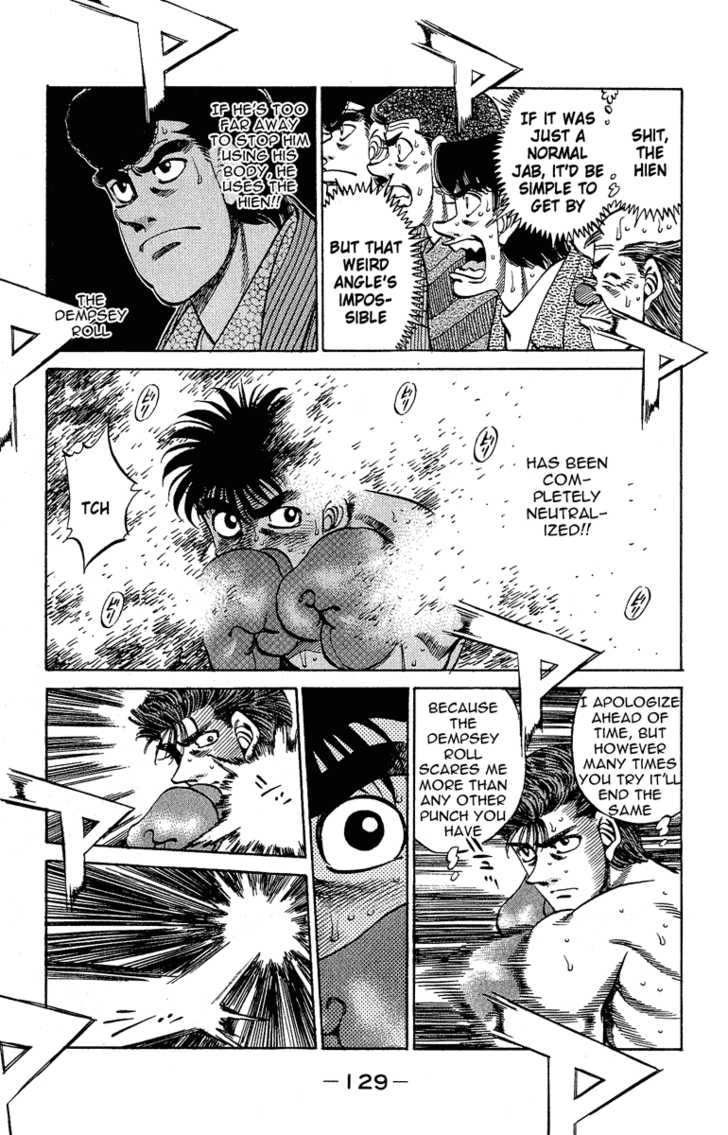 SHIT,
THE
HIEN
IF IT WAS
JUST A
NORMAL
JAB, IT'D BE
SIMPLE TO
GET BY
BUT THAT
WEIRD
ANGLE'S
IMPOS-
SIBLE
IF HE'S TOO
FAR AWAY
TO STOP HIM
USING HIS
BODY, HE
USES THE
HIEN!!
THE
DEMPSEY
ROLL
HAS BEEN
COM-
PLETELY
NEUTRAL-
IZED!!
TCH
I APOLOGIZE
AHEAD OF
TIME, BUT
HOWEVER
MANY TIMES
YOU TRY IT'LL
END THE
SAME
BECAUSE
THE
DEMPSEY
ROLL
SCARES ME
MORE THAN
ANY OTHER
PUNCH YOU
HAVE
-129-